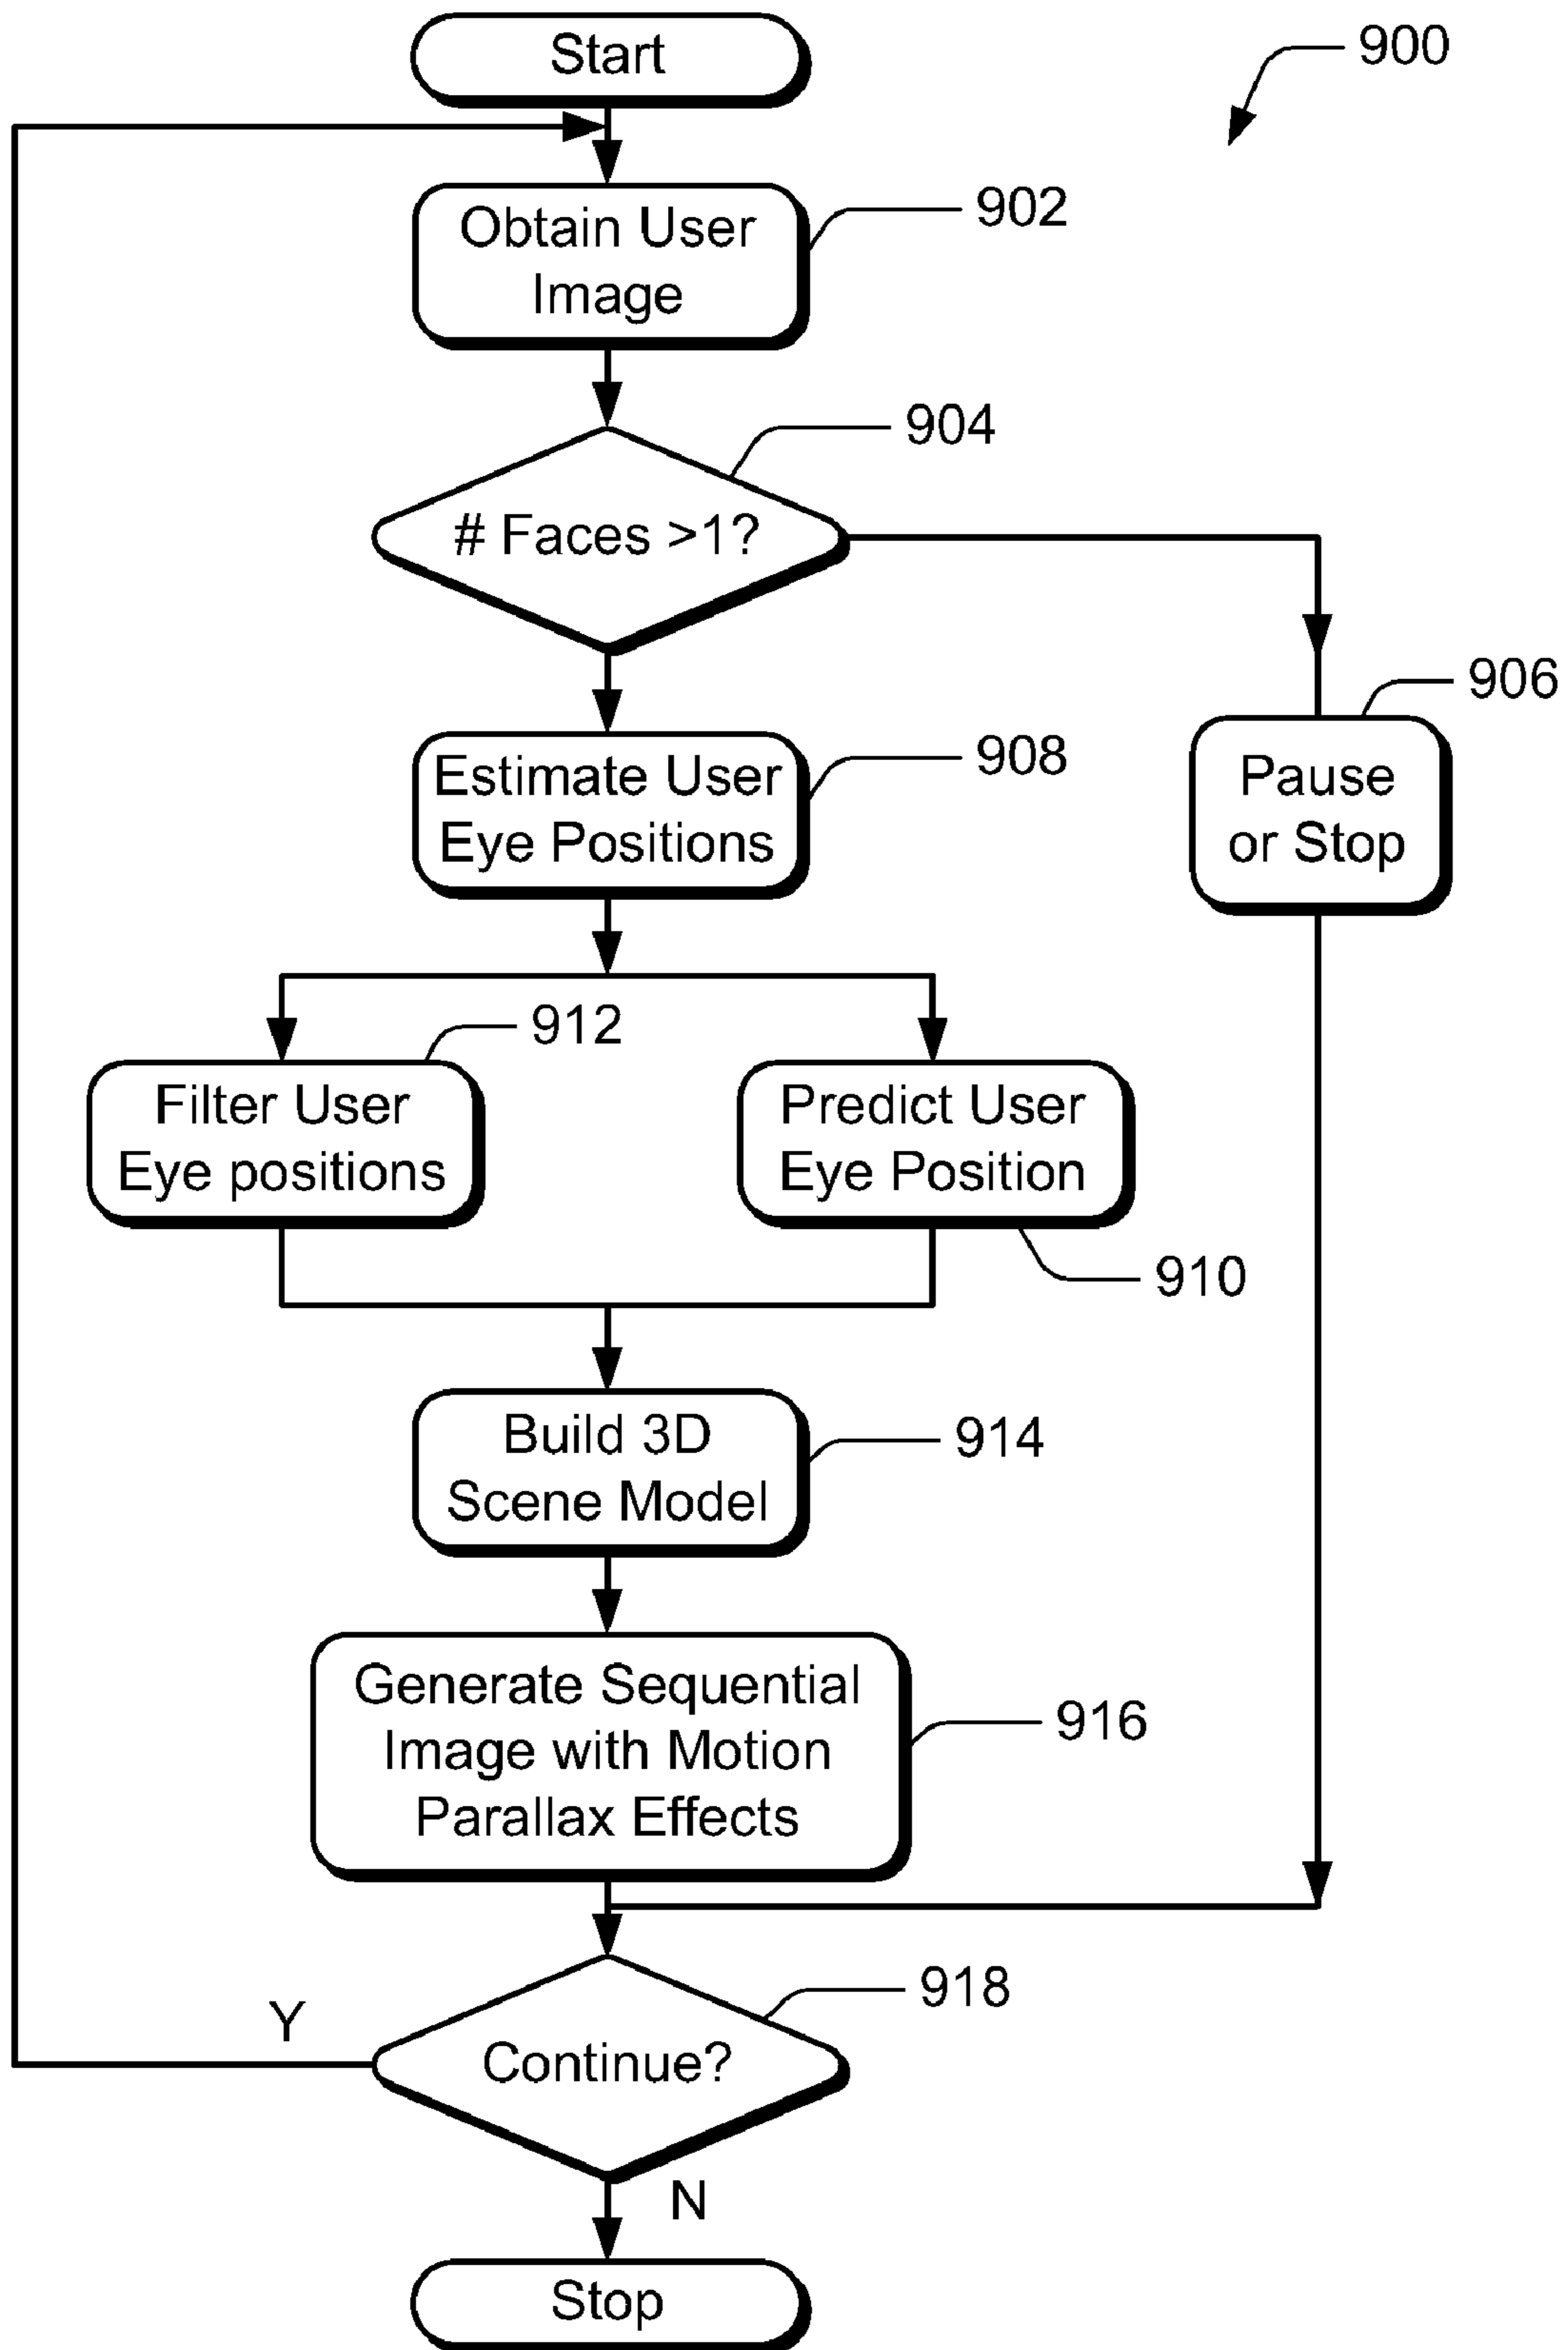 Start
900
Obtain User
Image
902
904
# Faces >1?
906
Pause
or Stop
Estimate User
Eye Positions
908
912
Filter User
Eye positions
Predict User
Eye Position
910
Build 3D
Scene Model
914
Generate Sequential
Image with Motion
Parallax Effects
916
918
Continue?
Y
N
Stop